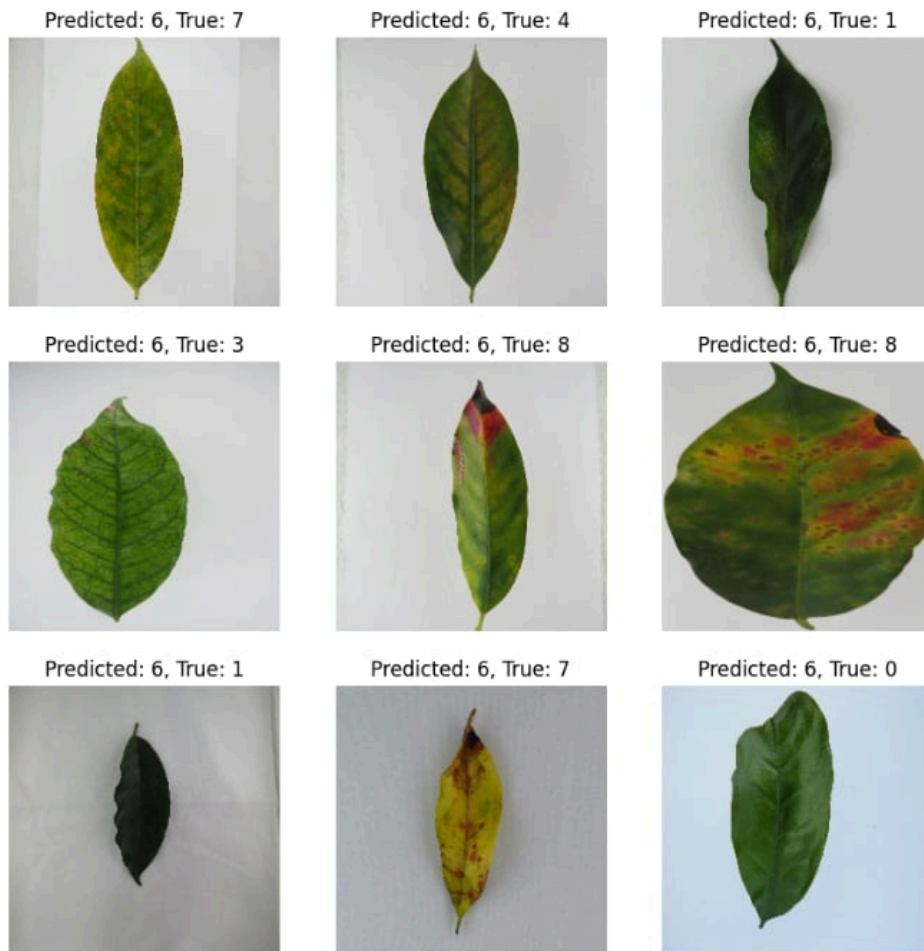 Predicted: 6, True: 7
Predicted: 6, True: 4
Predicted: 6, True: 1
Predicted: 6, True: 3
Predicted: 6, True: 8
Predicted: 6, True: 8
Predicted: 6, True: 1
Predicted: 6, True: 7
Predicted: 6, True: 0